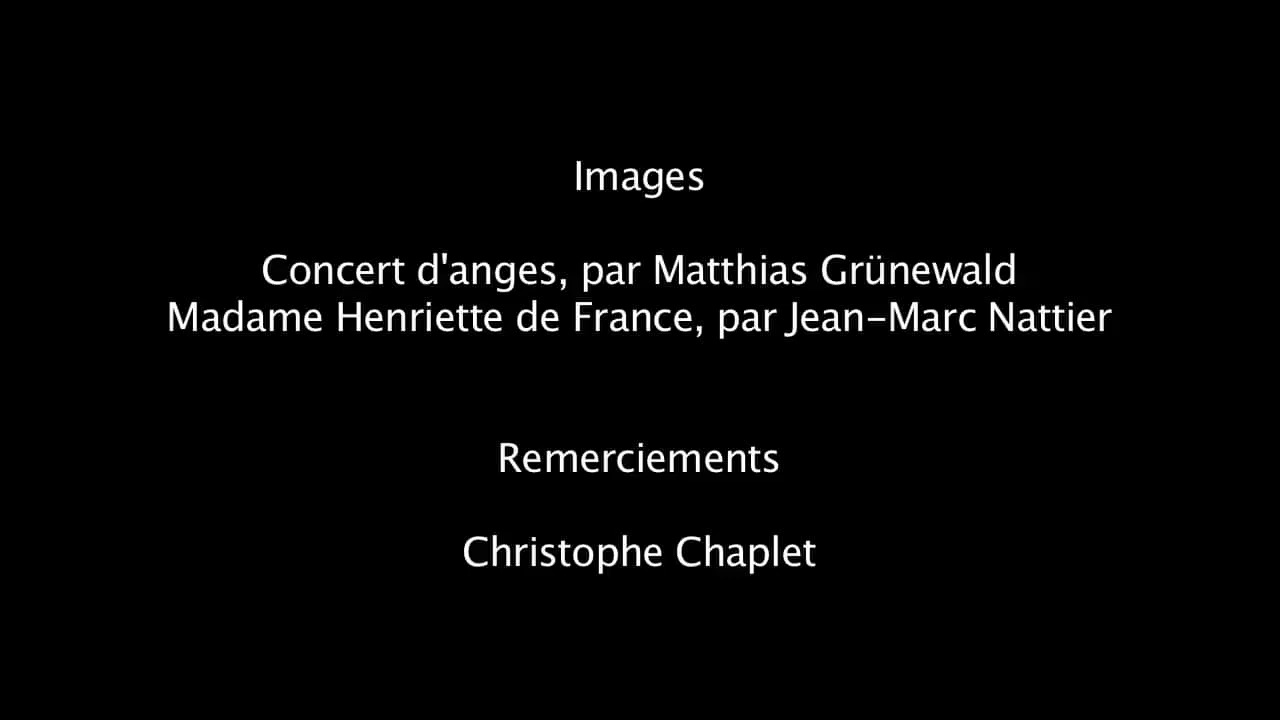 Images
Concert d'anges, par Matthias Grünewald
Madame Henriette de France, par Jean-Marc Nattier
Remerciements
Christophe Chaplet